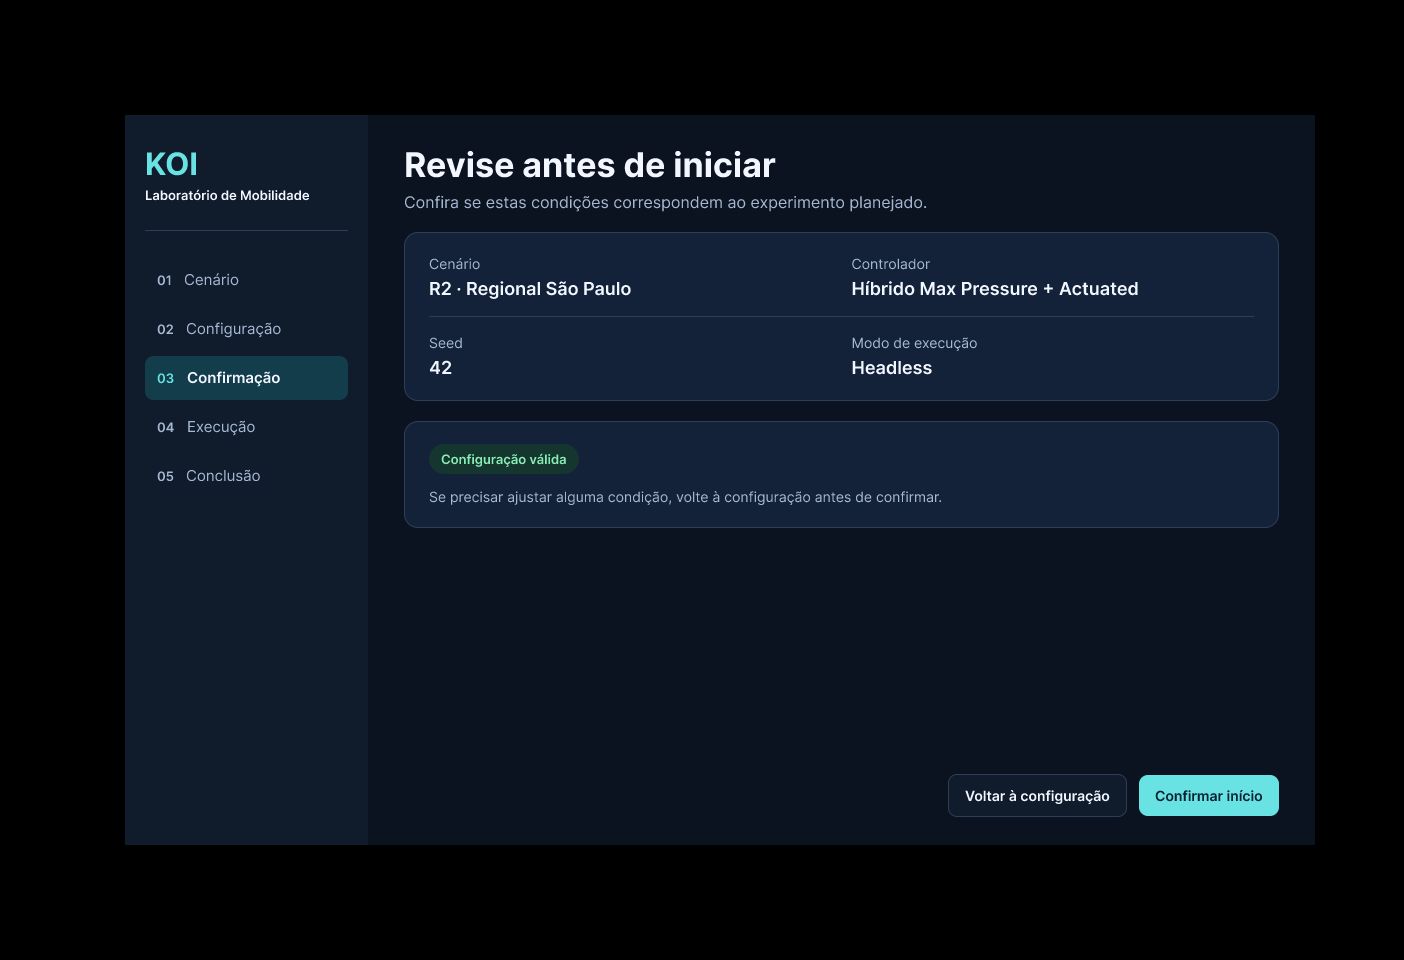 KOI
Laboratório de Mobilidade
01 Cenário
02 Configuração
03 Confirmação
04 Execução
05 Conclusão
Revise antes de iniciar
Confira se estas condições correspondem ao experimento planejado.
Cenário
R2 · Regional São Paulo
Controlador
Híbrido Max Pressure + Actuated
Seed
42
Modo de execução
Headless
Configuração válida
Se precisar ajustar alguma condição, volte à configuração antes de confirmar.
Voltar à configuração
Confirmar início